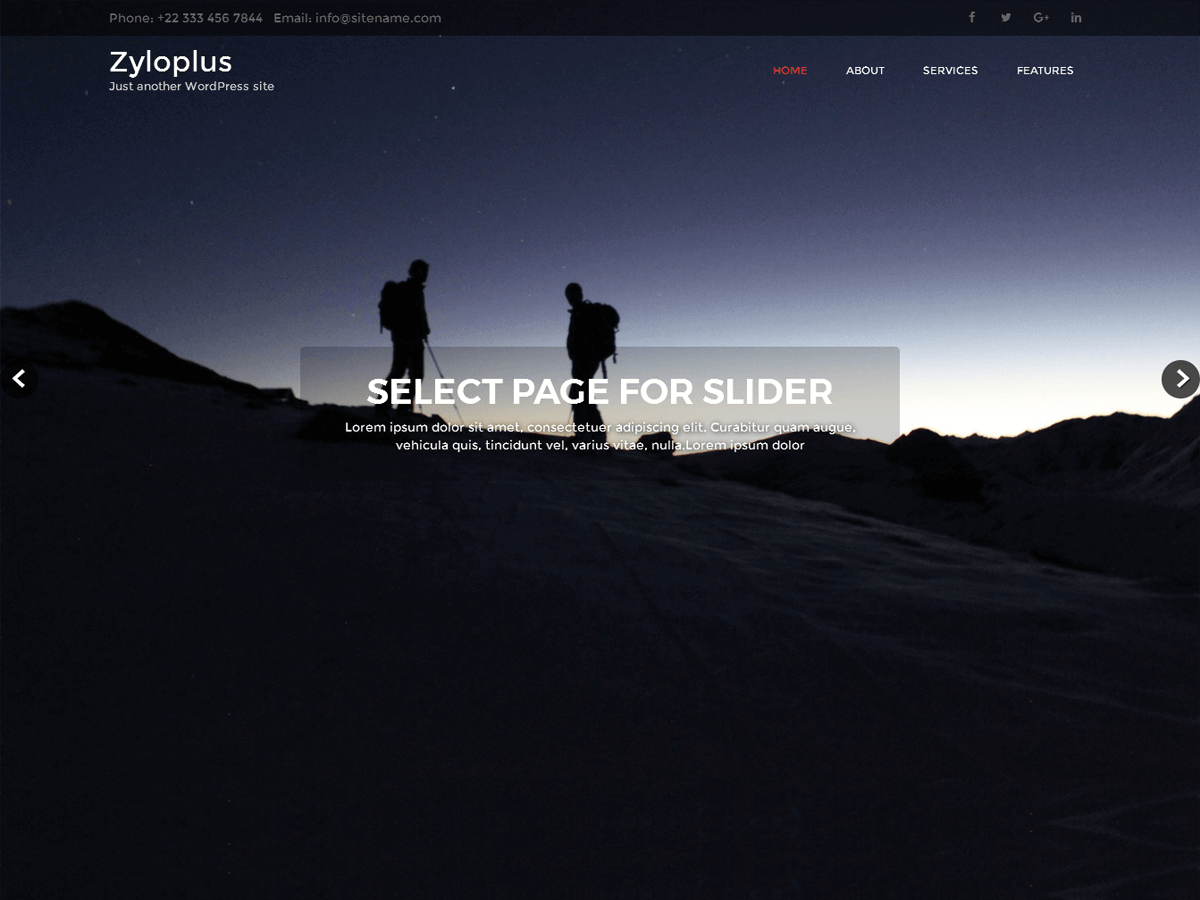 Phone: +22 333 456 7844 Email: info@sitename.com
Zyloplus
Just another WordPress site
HOME ABOUT SERVICES FEATURES
SELECT PAGE FOR SLIDER
Lorem ipsum dolor sit amet, consectetuer adipiscing elit. Curabitur quam augue,
vehicula quis, tincidunt vel, varius vitae, nulla.Lorem ipsum dolor